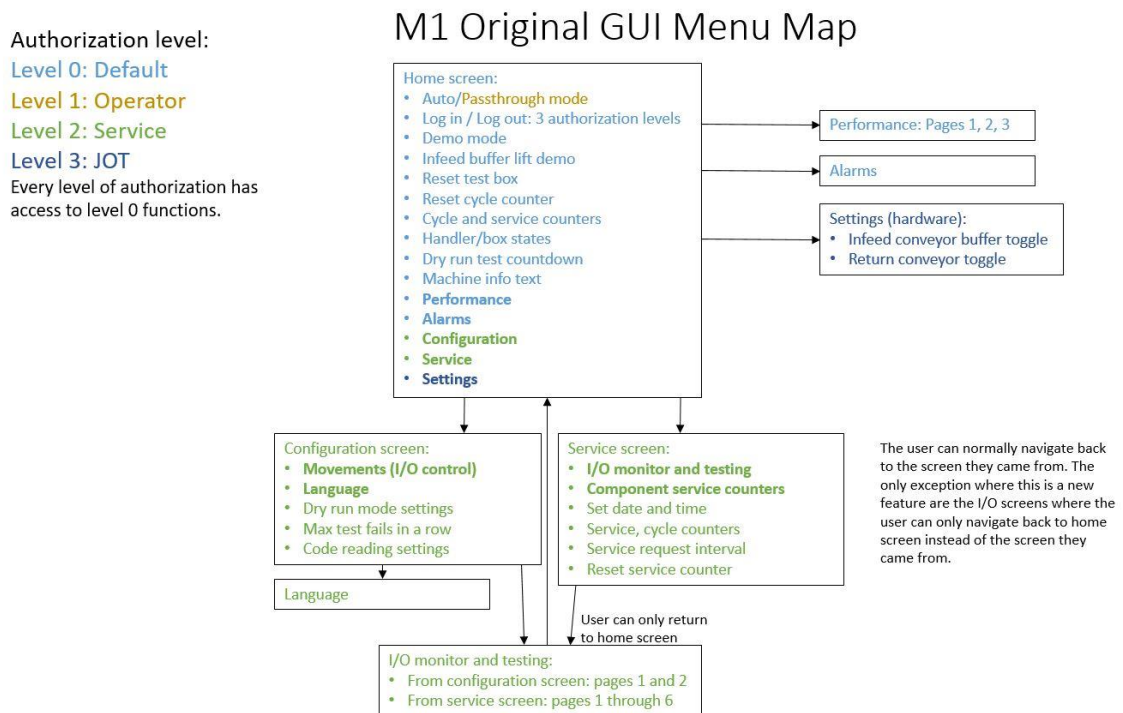 M1 Original GUI Menu Map
Authorization level:
Level 0: Default
Level 1: Operator
Level 2: Service
Level 3: JOT
Every level of authorization has
access to level 0 functions.
Home screen:
• Auto/Passthrough mode
• Log in / Log out: 3 authorization levels
• Demo mode
• Infeed buffer lift demo
• Reset test box
• Reset cycle counter
• Cycle and service counters
• Handler/box states
• Dry run test countdown
• Machine info text
• Performance
• Alarms
• Configuration
• Service
• Settings
Performance: Pages 1, 2, 3
Alarms
Settings (hardware):
• Infeed conveyor buffer toggle
• Return conveyor toggle
Configuration screen:
• Movements (I/O control)
• Language
• Dry run mode settings
• Max test fails in a row
• Code reading settings
Service screen:
• I/O monitor and testing
• Component service counters
• Set date and time
• Service, cycle counters
• Service request interval
• Reset service counter
The user can normally navigate back
to the screen they came from. The
only exception where this is a new
feature are the I/O screens where the
user can only navigate back to home
screen instead of the screen they
came from.
Language
User can only return
to home screen
I/O monitor and testing:
• From configuration screen: pages 1 and 2
• From service screen: pages 1 through 6